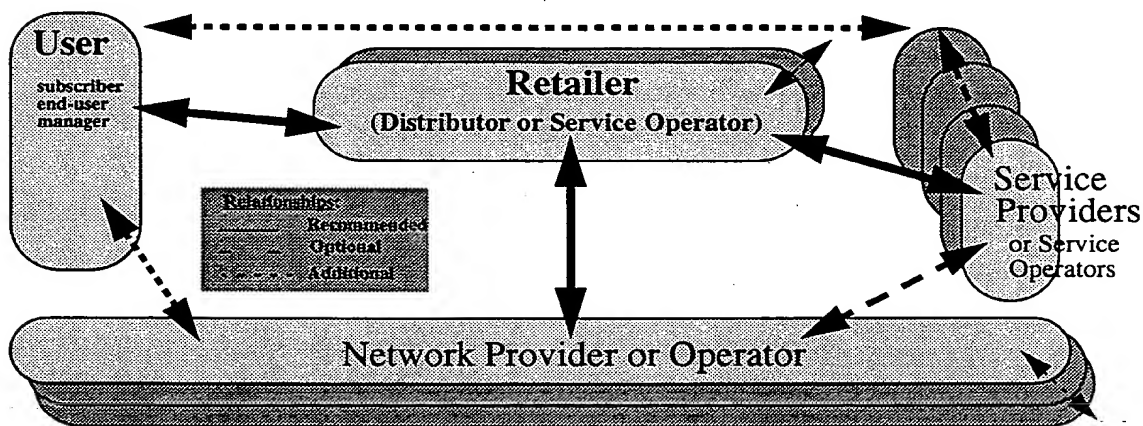 User
subscriber
end-user
manager
Retailer
(Distributor or Service Operator)
Service
Providers
or Service
Operators
Relationships:
Recommended
Optional
Additional
Network Provider or Operator